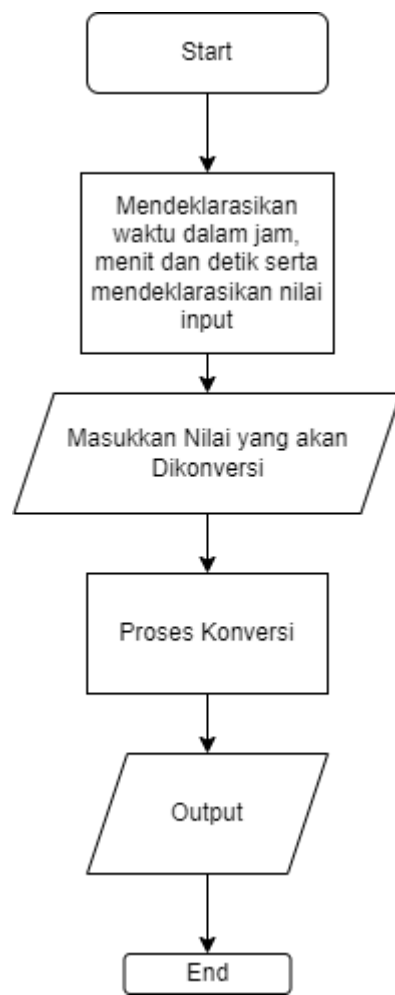 Start
Mendeklarasikan
waktu dalam jam,
menit dan detik serta
mendeklarasikan nilai
input
Masukkan Nilai yang akan
Dikonversi
Proses Konversi
Output
End